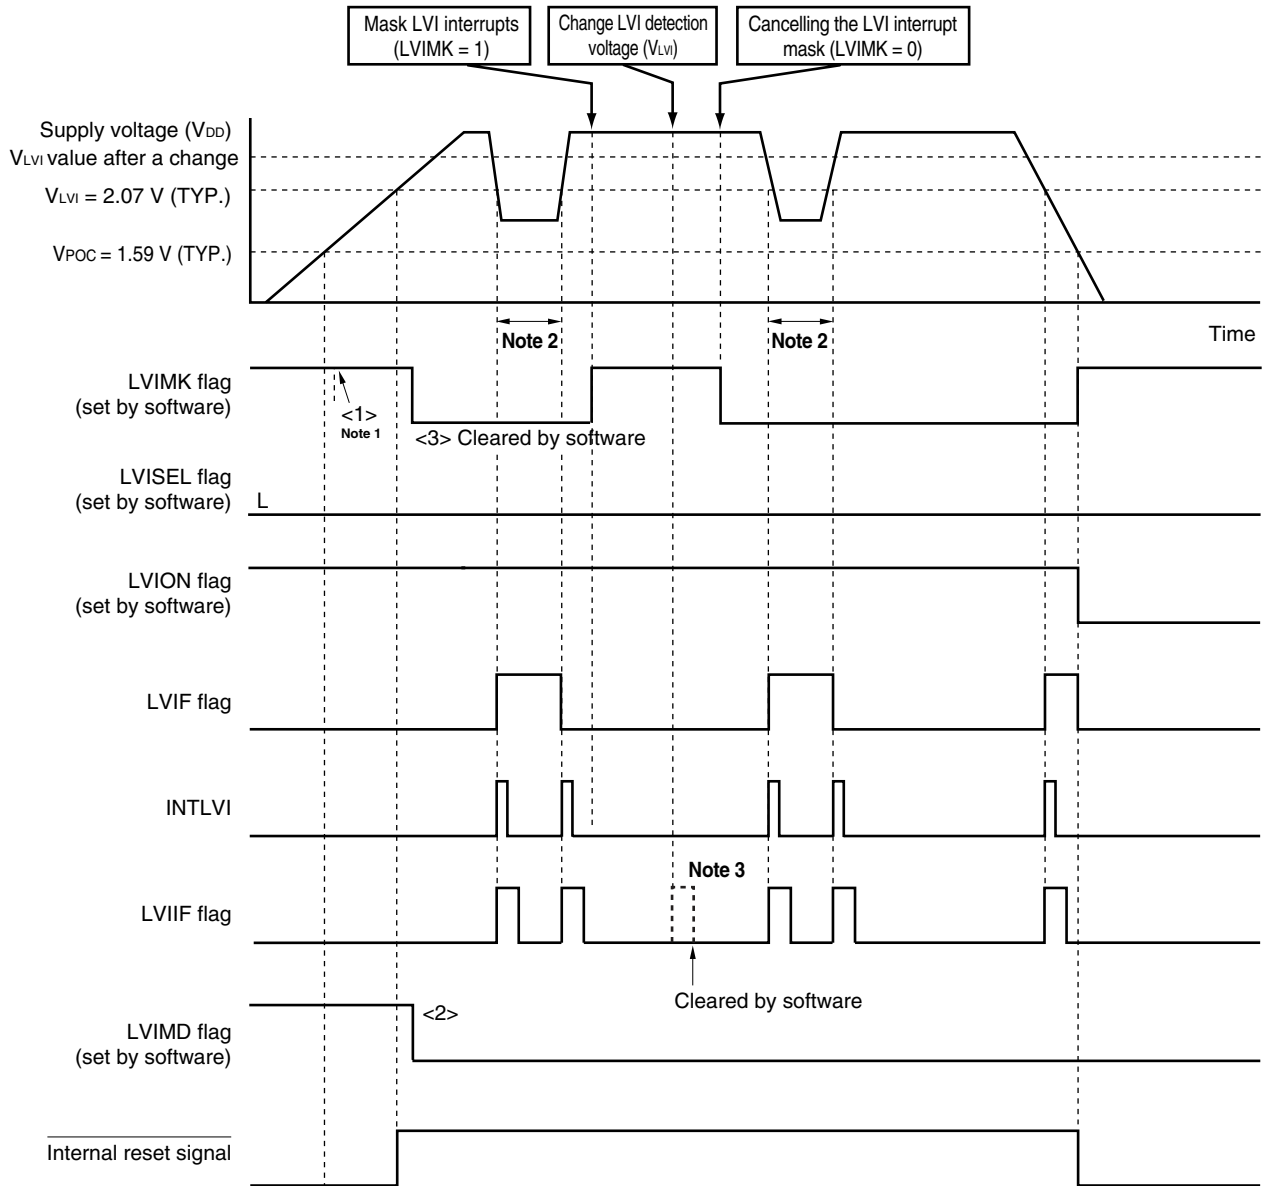 Mask LVI interrupts
(LVIMK = 1)
Change LVI detection
voltage (VLVI)
Cancelling the LVI interrupt
mask (LVIMK = 0)
Supply voltage (VDD)
VLVI value after a change
VLVI = 2.07 V (TYP.)
VPOC = 1.59 V (TYP.)
Time
Note 2
Note 2
LVIMK flag
(set by software)
<1>
Note 1
<3> Cleared by software
LVISEL flag
(set by software)
L
LVION flag
(set by software)
LVIF flag
INTLVI
Note 3
LVIIF flag
Cleared by software
<2>
LVIMD flag
(set by software)
Internal reset signal